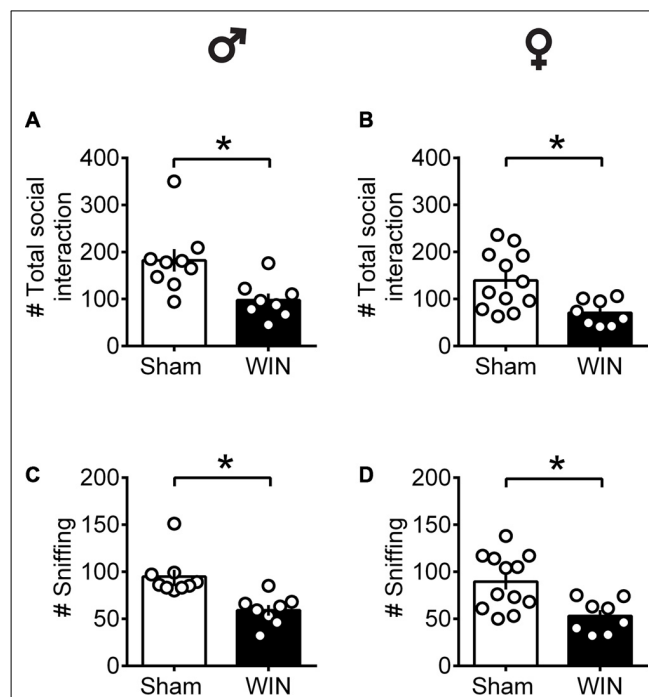 ♂ ♀
A
*
# Total social
interaction
400
300
200
100
0
Sham WIN
B
*
# Total social
interaction
400
300
200
100
0
Sham WIN
C
*
# Sniffing
200
150
100
50
0
Sham WIN
D
*
# Sniffing
200
150
100
50
0
Sham WIN